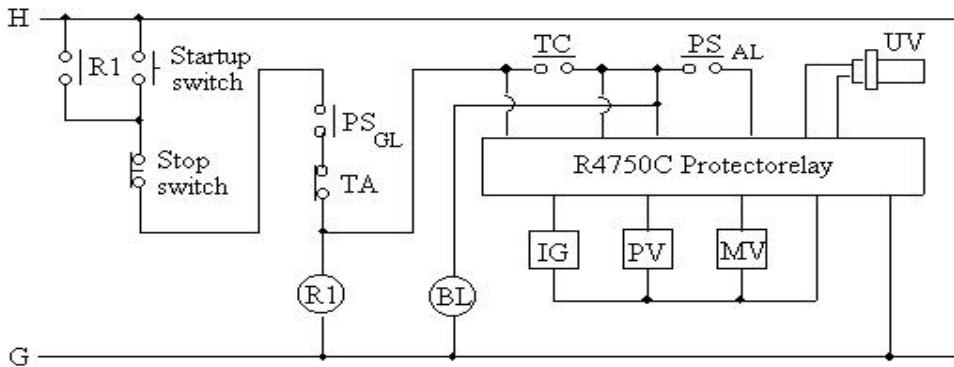 H
R1
Startup
switch
TC
PS
AL
UV
PS
GL
R4750C Protectorelay
Stop
switch
TA
IG
PV
MV
R1
BL
G